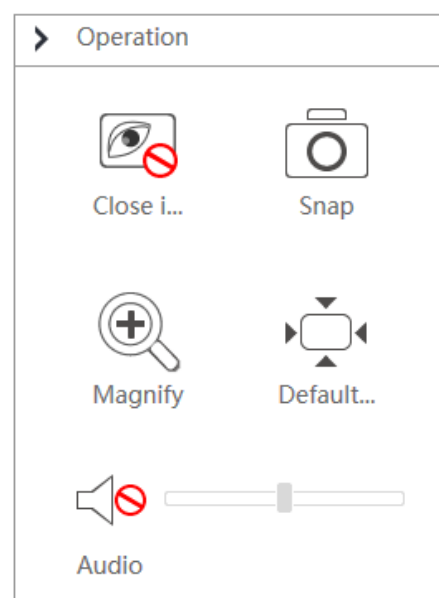 Operation
Close i...
Snap
Magnify
Default...
Audio